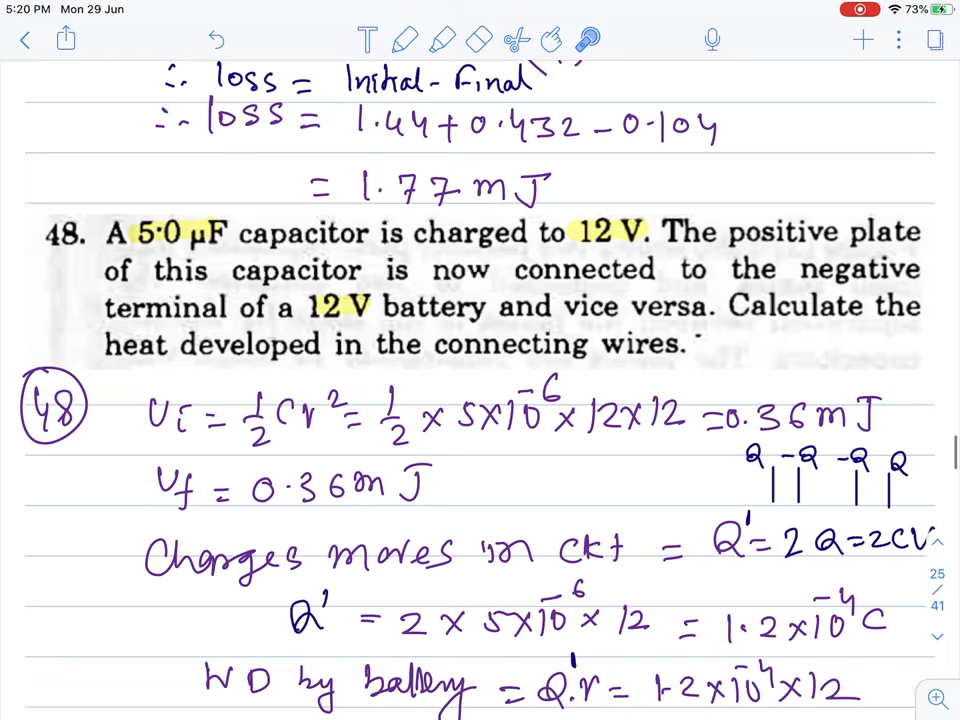 5:20 PM Mon 29 Jun 73%
∴ loss = Initial - Final
∴ loss = 1.44 + 0.432 - 0.104
= 1.77 mJ
48. A 5·0 μF capacitor is charged to 12 V. The positive plate
of this capacitor is now connected to the negative
terminal of a 12 V battery and vice versa. Calculate the
heat developed in the connecting wires.
48 Ui = 1/2 CV² = 1/2 × 5×10⁻⁶ × 12×12 = 0.36 mJ
Q -Q -Q Q
Uf = 0.36 mJ
Charges moves in ckt = Q' = 2Q = 2CV
25
/
41
Q' = 2 × 5×10⁻⁶ × 12 = 1.2×10⁻⁴ C
WD by battery = Q'.V = 1.2×10⁻⁴×12